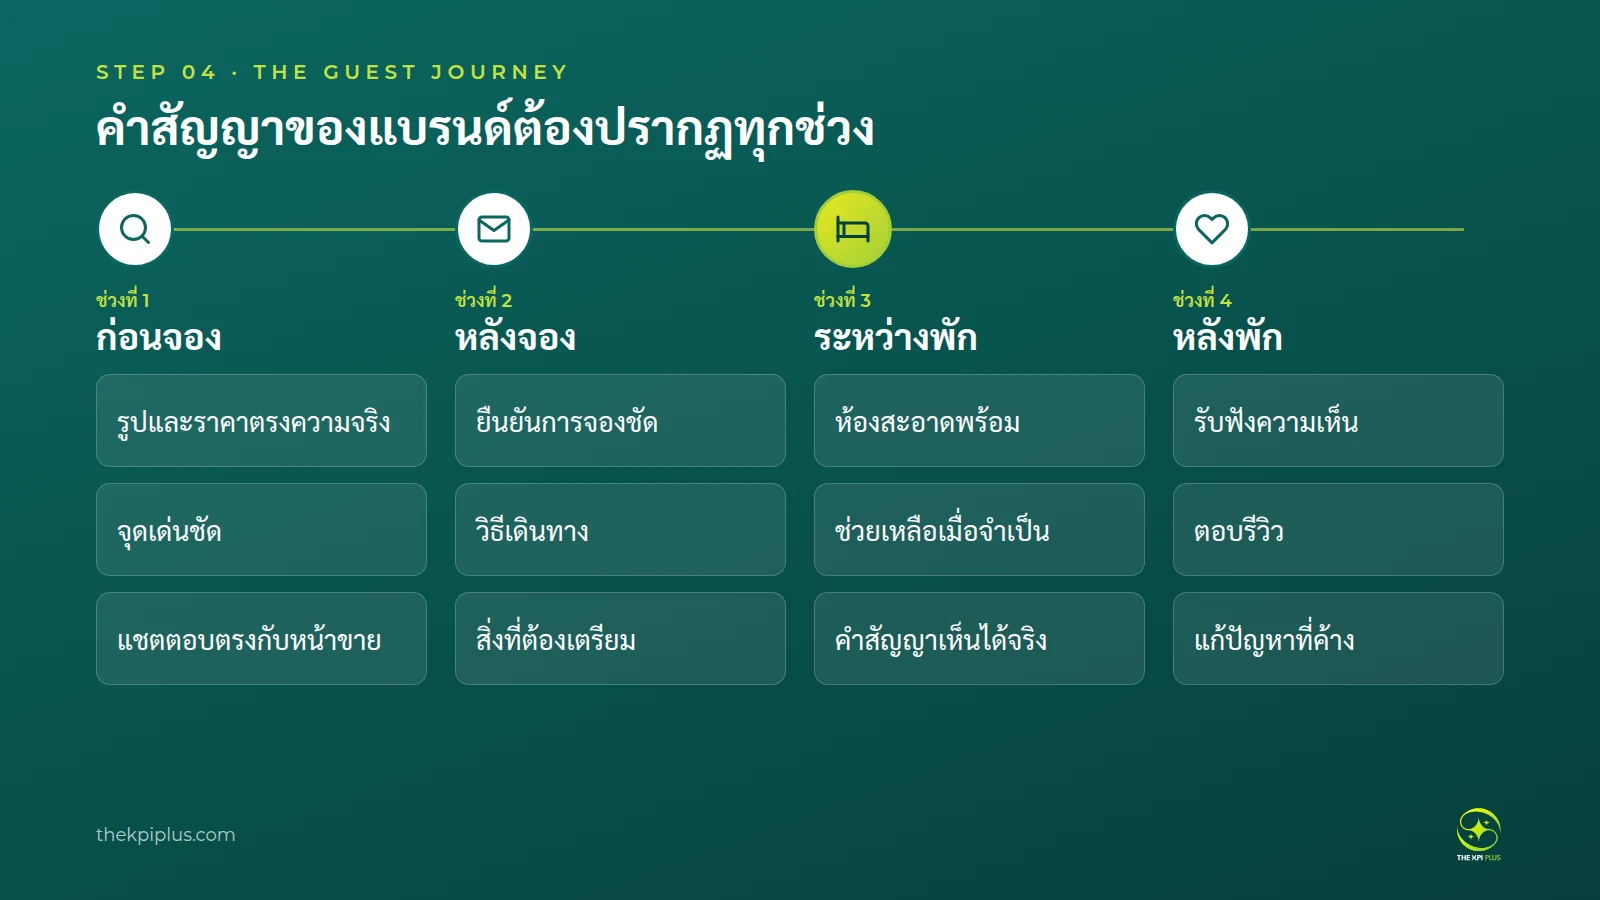 STEP 04 · THE GUEST JOURNEY
คำสัญญาของแบรนด์ต้องปรากฏทุกช่วง
ช่วงที่ 1
ก่อนจอง
รูปและราคาตรงความจริง
จุดเด่นชัด
แชตตอบตรงกับหน้าขาย
ช่วงที่ 2
หลังจอง
ยืนยันการจองชัด
วิธีเดินทาง
สิ่งที่ต้องเตรียม
ช่วงที่ 3
ระหว่างพัก
ห้องสะอาดพร้อม
ช่วยเหลือเมื่อจำเป็น
คำสัญญาเห็นได้จริง
ช่วงที่ 4
หลังพัก
รับฟังความเห็น
ตอบรีวิว
แก้ปัญหาที่ค้าง
thekpiplus.com
THE KPI PLUS